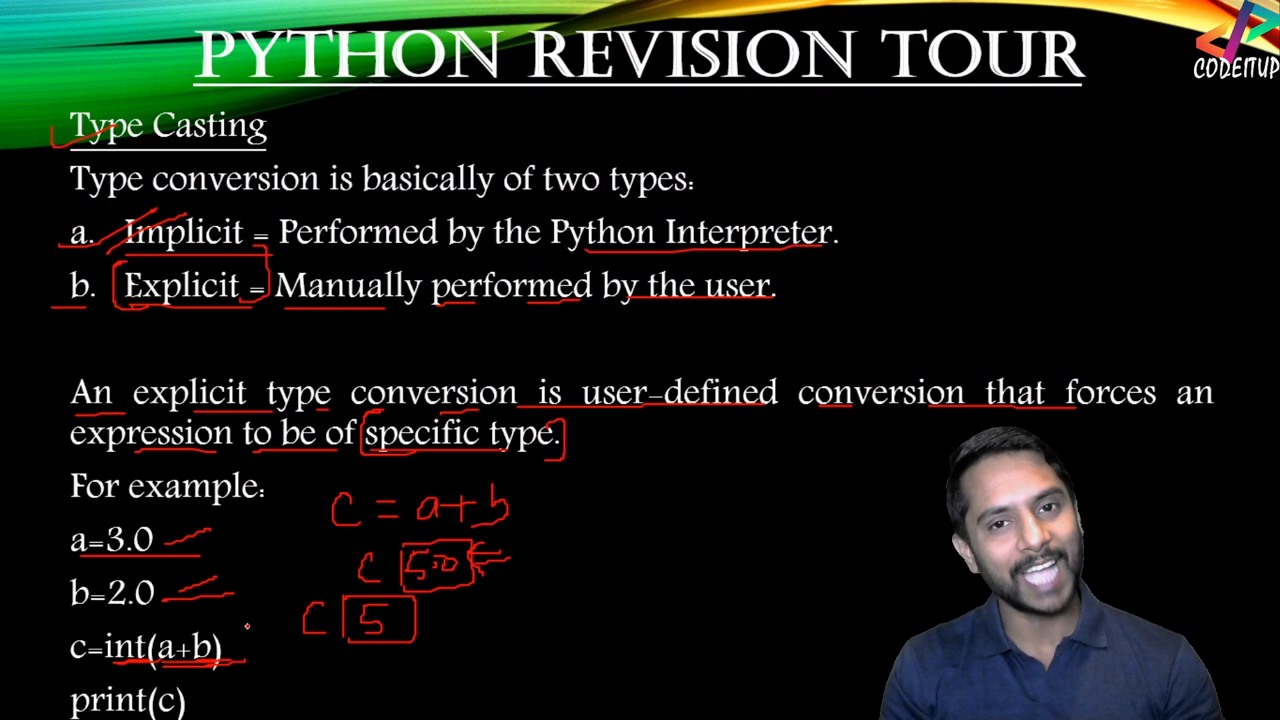 PYTHON REVISION TOUR
CODEITUP
Type Casting
Type conversion is basically of two types:
a. Implicit = Performed by the Python Interpreter.
b. Explicit = Manually performed by the user.
An explicit type conversion is user-defined conversion that forces an
expression to be of specific type.
For example:
c = a+b
a=3.0
c 5.0
b=2.0
c 5
c=int(a+b)
print(c)